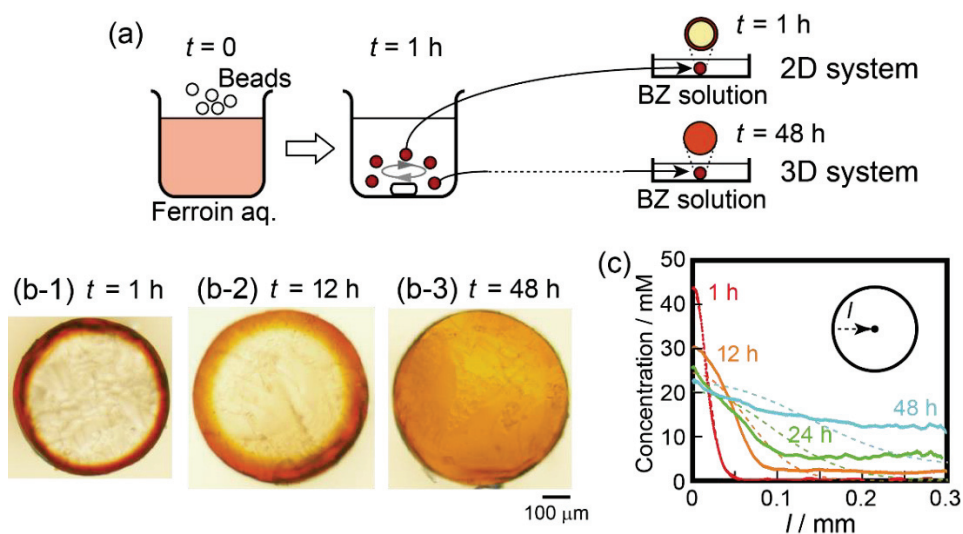 (a)
t = 0
Beads
Ferroin aq.
t = 1 h
t = 1 h
2D system
BZ solution
t = 48 h
3D system
BZ solution
(b-1) t = 1 h
(b-2) t = 12 h
(b-3) t = 48 h
100 μm
(c)
Concentration / mM
50
40
30
20
10
0
1 h
12 h
24 h
48 h
l
0
0.1
0.2
0.3
l / mm